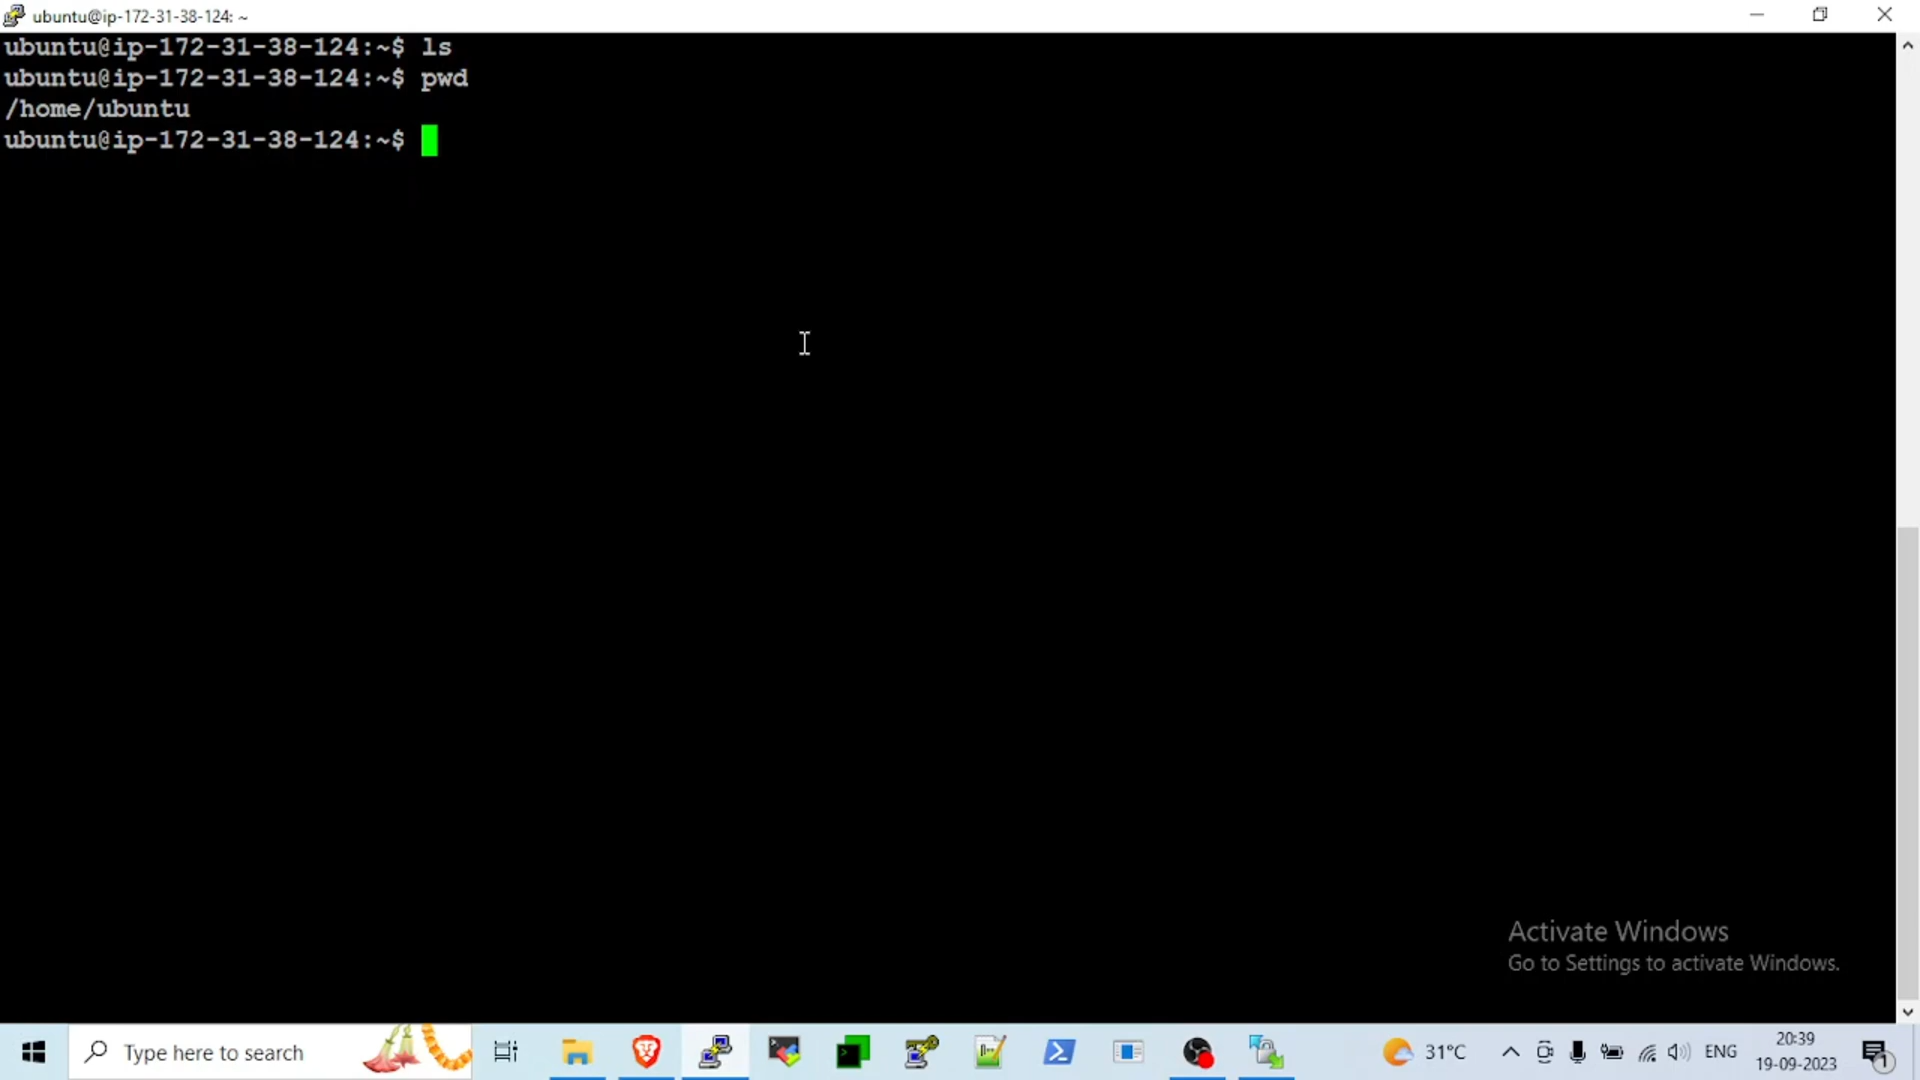 ubuntu@ip-172-31-38-124: ~
ubuntu@ip-172-31-38-124:~$ ls
ubuntu@ip-172-31-38-124:~$ pwd
/home/ubuntu
ubuntu@ip-172-31-38-124:~$
Activate Windows
Go to Settings to activate Windows.
Type here to search
31°C
ENG
20:39
19-09-2023
1